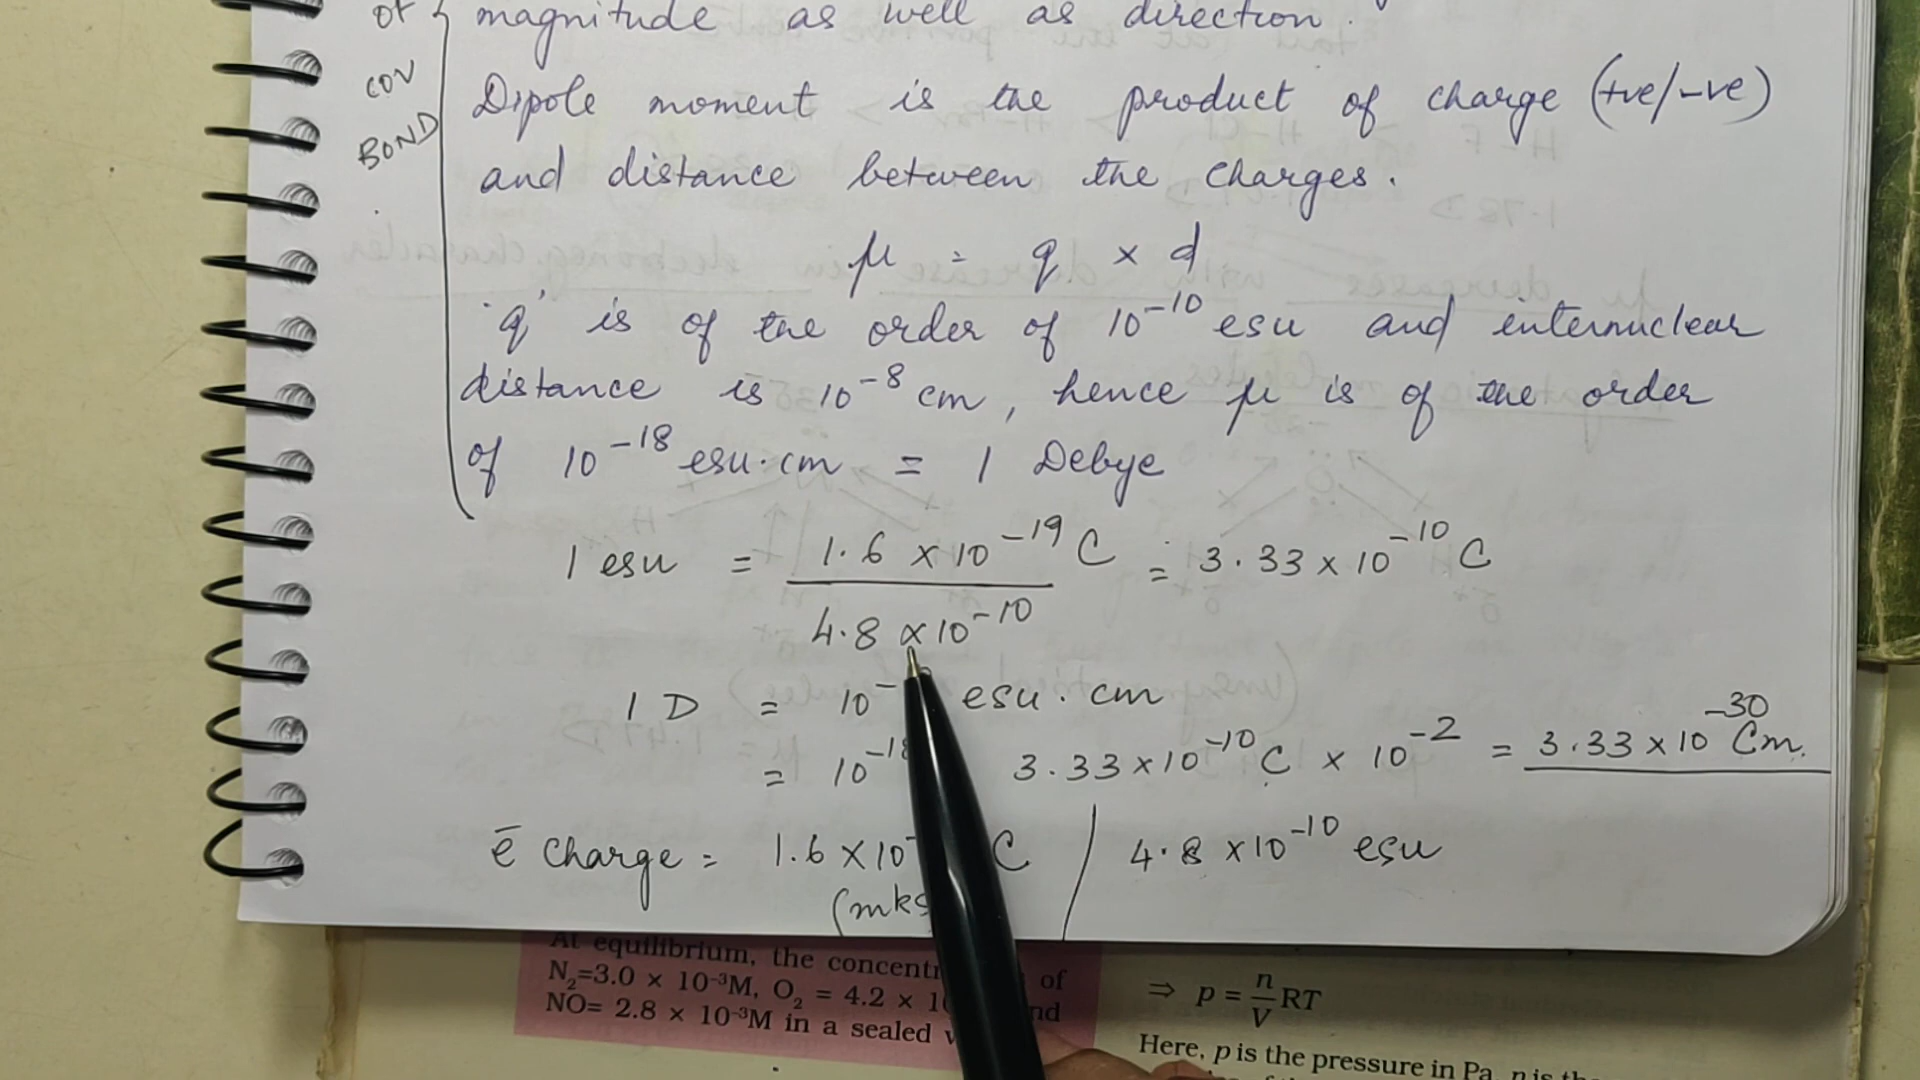 of { magnitude as well as direction.
COV
BOND
Dipole moment is the product of charge (+ve/-ve)
and distance between the charges.
μ = q × d
'q' is of the order of 10⁻¹⁰ esu and internuclear
distance is 10⁻⁸ cm, hence μ is of the order
of 10⁻¹⁸ esu.cm = 1 Debye
1 esu = 1.6 × 10⁻¹⁹ C / 4.8 × 10⁻¹⁰ = 3.33 × 10⁻¹⁰ C
1 D = 10⁻ esu.cm
= 10⁻¹⁸ 3.33 × 10⁻¹⁰ C × 10⁻² = 3.33 × 10⁻³⁰ Cm.
ē charge = 1.6 × 10⁻ C / 4.8 × 10⁻¹⁰ esu
(mks
At equilibrium, the of
N₂=3.0 × 10⁻³M, O₂ = 4.2 ×
NO= 2.8 × 10⁻³M in a sealed
⇒ p = n/V RT
Here, p is the pressure in Pa, n is